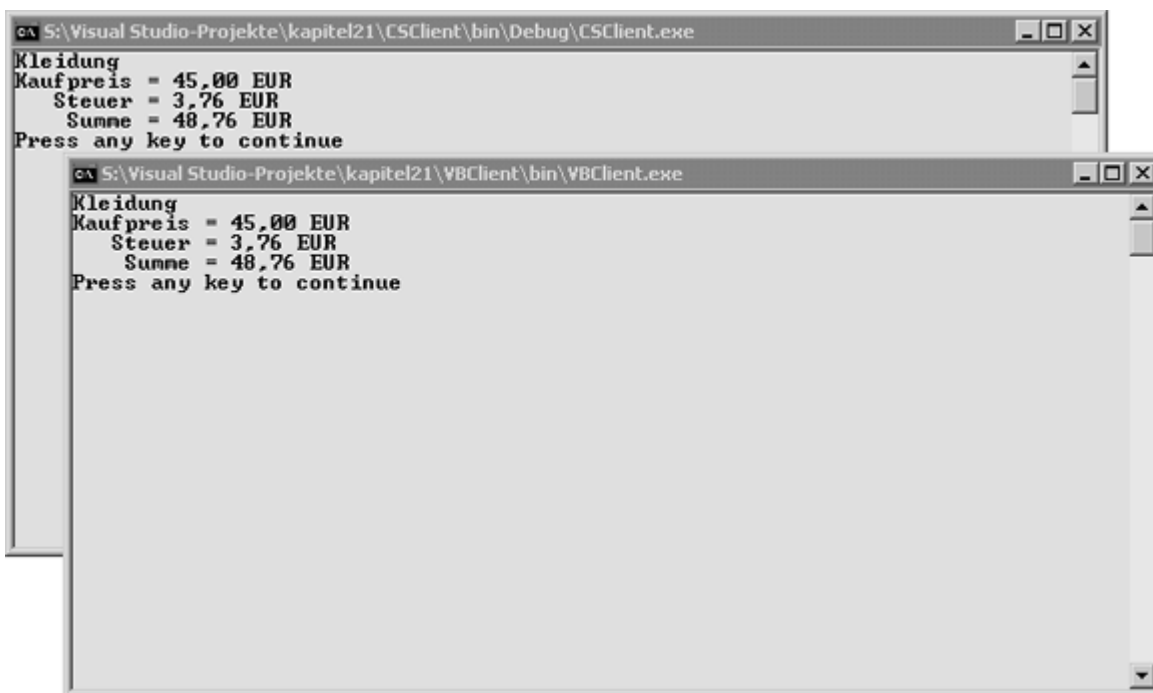 S:\Visual Studio-Projekte\kapitel21\CSClient\bin\Debug\CSClient.exe
Kleidung
Kaufpreis = 45,00 EUR
Steuer = 3,76 EUR
Summe = 48,76 EUR
Press any key to continue
S:\Visual Studio-Projekte\kapitel21\VBClient\bin\VBClient.exe
Kleidung
Kaufpreis = 45,00 EUR
Steuer = 3,76 EUR
Summe = 48,76 EUR
Press any key to continue